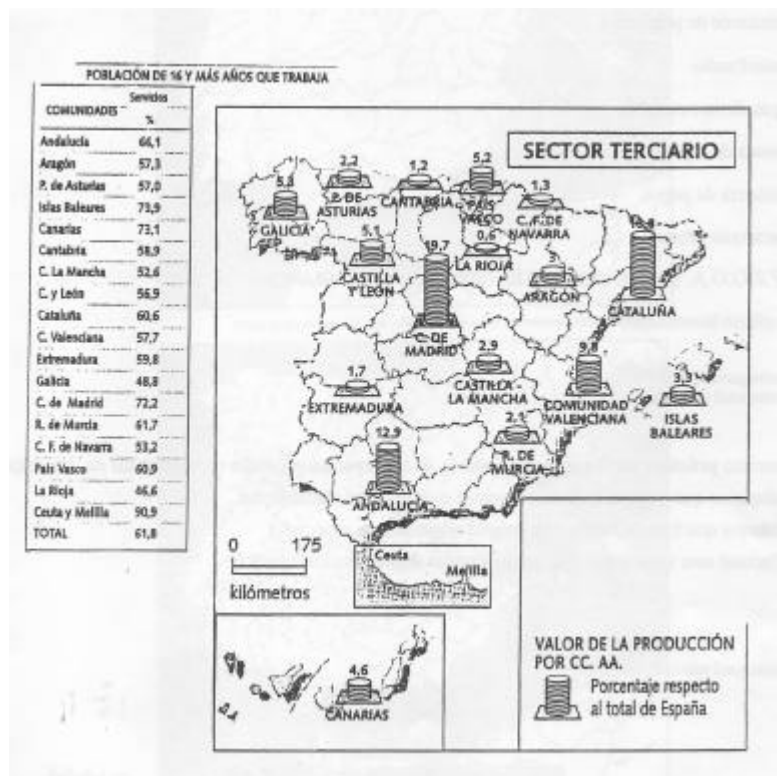 POBLACIÓN DE 16 Y MÁS AÑOS QUE TRABAJA
COMUNIDADES Servicios
%
Andalucía 66,1
Aragón 57,3
P. de Asturias 57,0
Islas Baleares 73,9
Canarias 73,1
Cantabria 58,9
C. La Mancha 52,6
C. y León 56,9
Cataluña 60,6
C. Valenciana 57,7
Extremadura 59,8
Galicia 48,8
C. de Madrid 72,2
R. de Murcia 61,7
C. F. de Navarra 53,2
País Vasco 60,9
La Rioja 46,6
Ceuta y Melilla 90,9
TOTAL 61,8
SECTOR TERCIARIO
5,3
GALICIA
2,2
P. DE
ASTURIAS
1,2
CANTABRIA
5,2
PAÍS
VASCO
1,3
C. F. DE
NAVARRA
5,1
CASTILLA
Y LEÓN
0,6
LA RIOJA
3
ARAGÓN
CATALUÑA
19,7
C. DE
MADRID
2,9
CASTILLA -
LA MANCHA
9,8
COMUNIDAD
VALENCIANA
3,3
ISLAS
BALEARES
1,7
EXTREMADURA
2,1
R. DE
MURCIA
12,9
ANDALUCÍA
0 175
kilómetros
Ceuta
Melilla
4,6
CANARIAS
VALOR DE LA PRODUCCIÓN
POR CC. AA.
Porcentaje respecto
al total de España